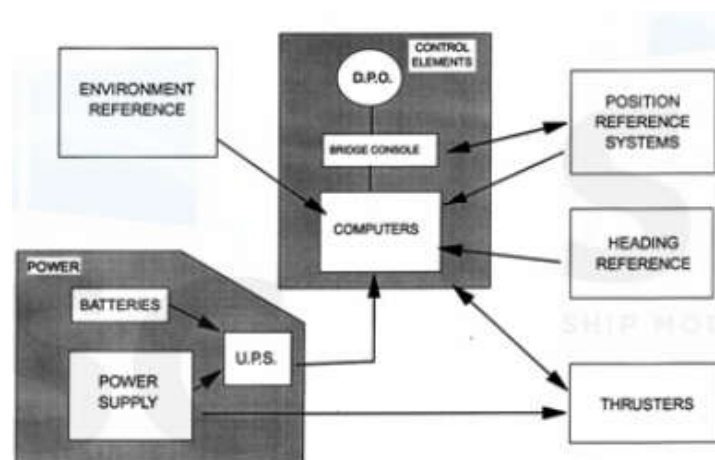 CONTROL
ELEMENTS
D.P.O.
ENVIRONMENT
REFERENCE
BRIDGE CONSOLE
POSITION
REFERENCE
SYSTEMS
COMPUTERS
HEADING
REFERENCE
POWER
BATTERIES
U.P.S.
POWER
SUPPLY
THRUSTERS